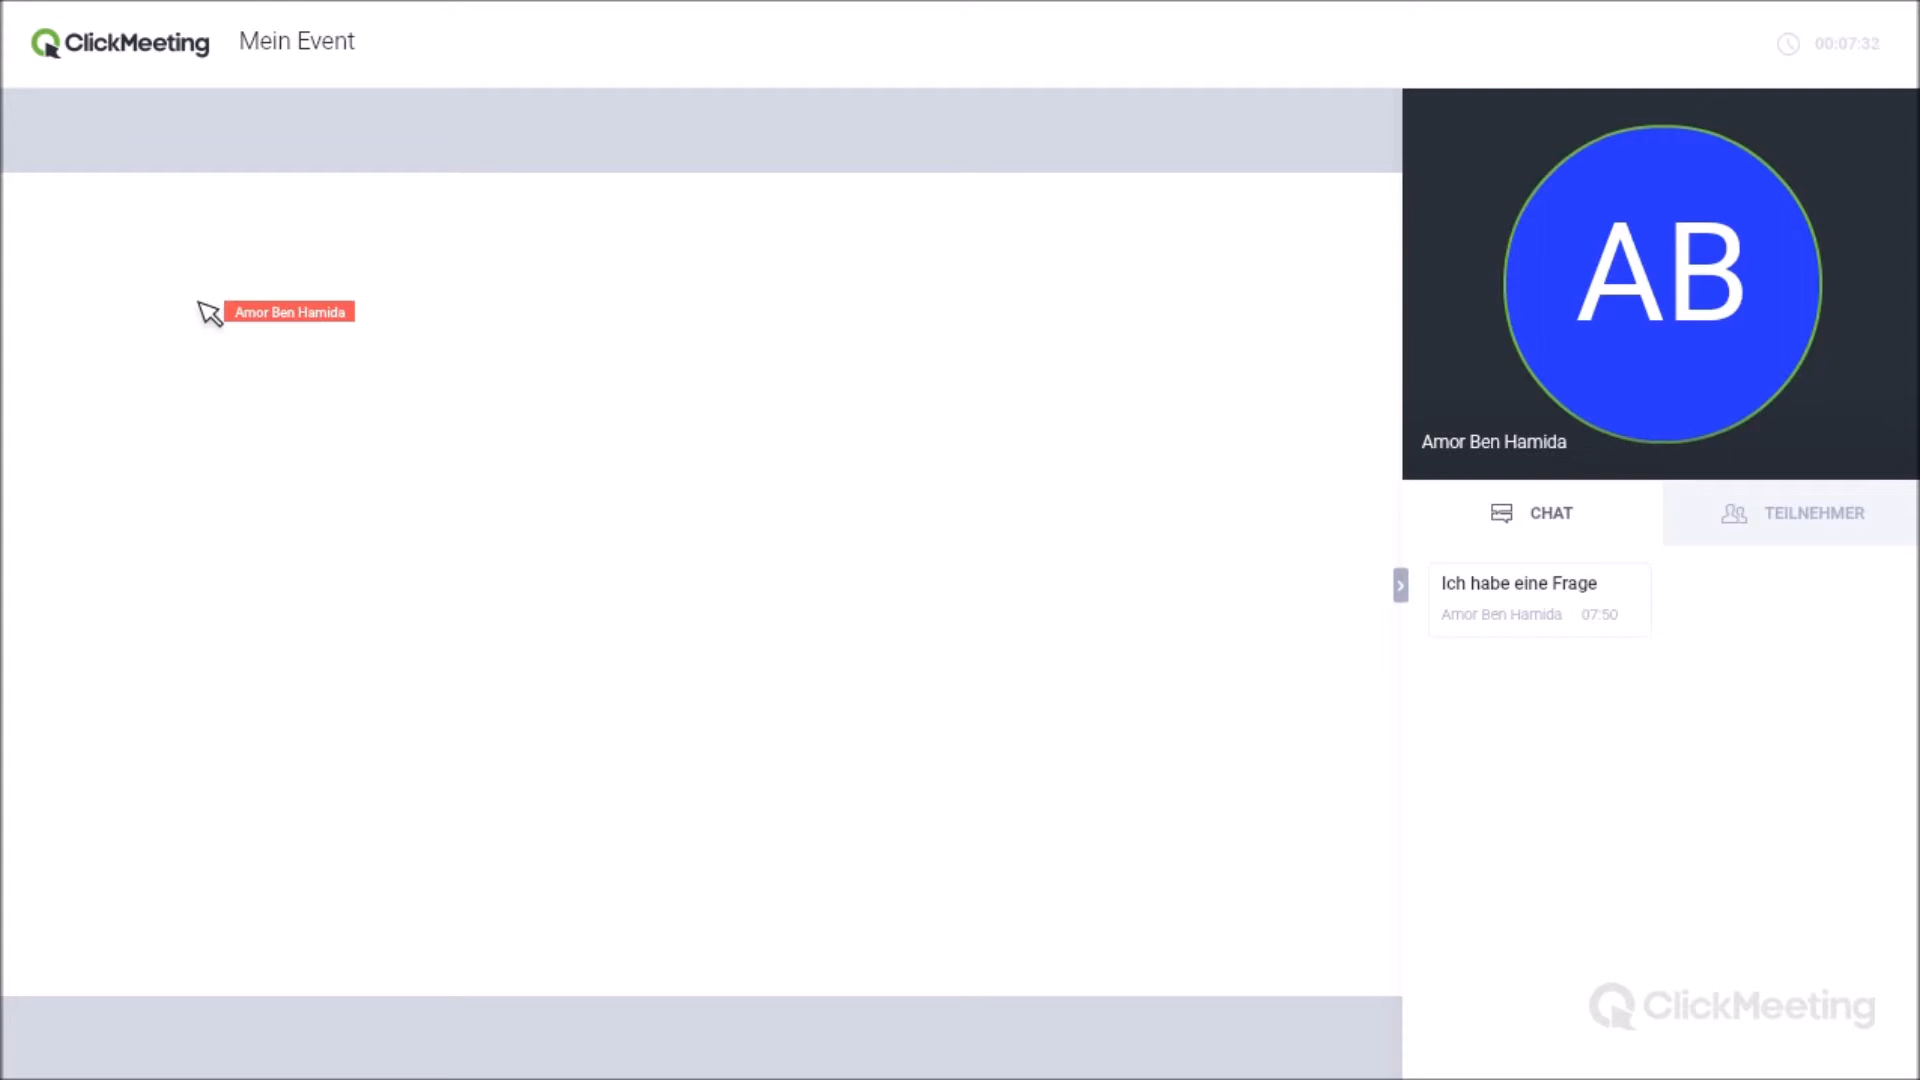 ClickMeeting
Mein Event
00:07:32
Amor Ben Hamida
AB
Amor Ben Hamida
CHAT
TEILNEHMER
Ich habe eine Frage
Amor Ben Hamida 07:50
ClickMeeting